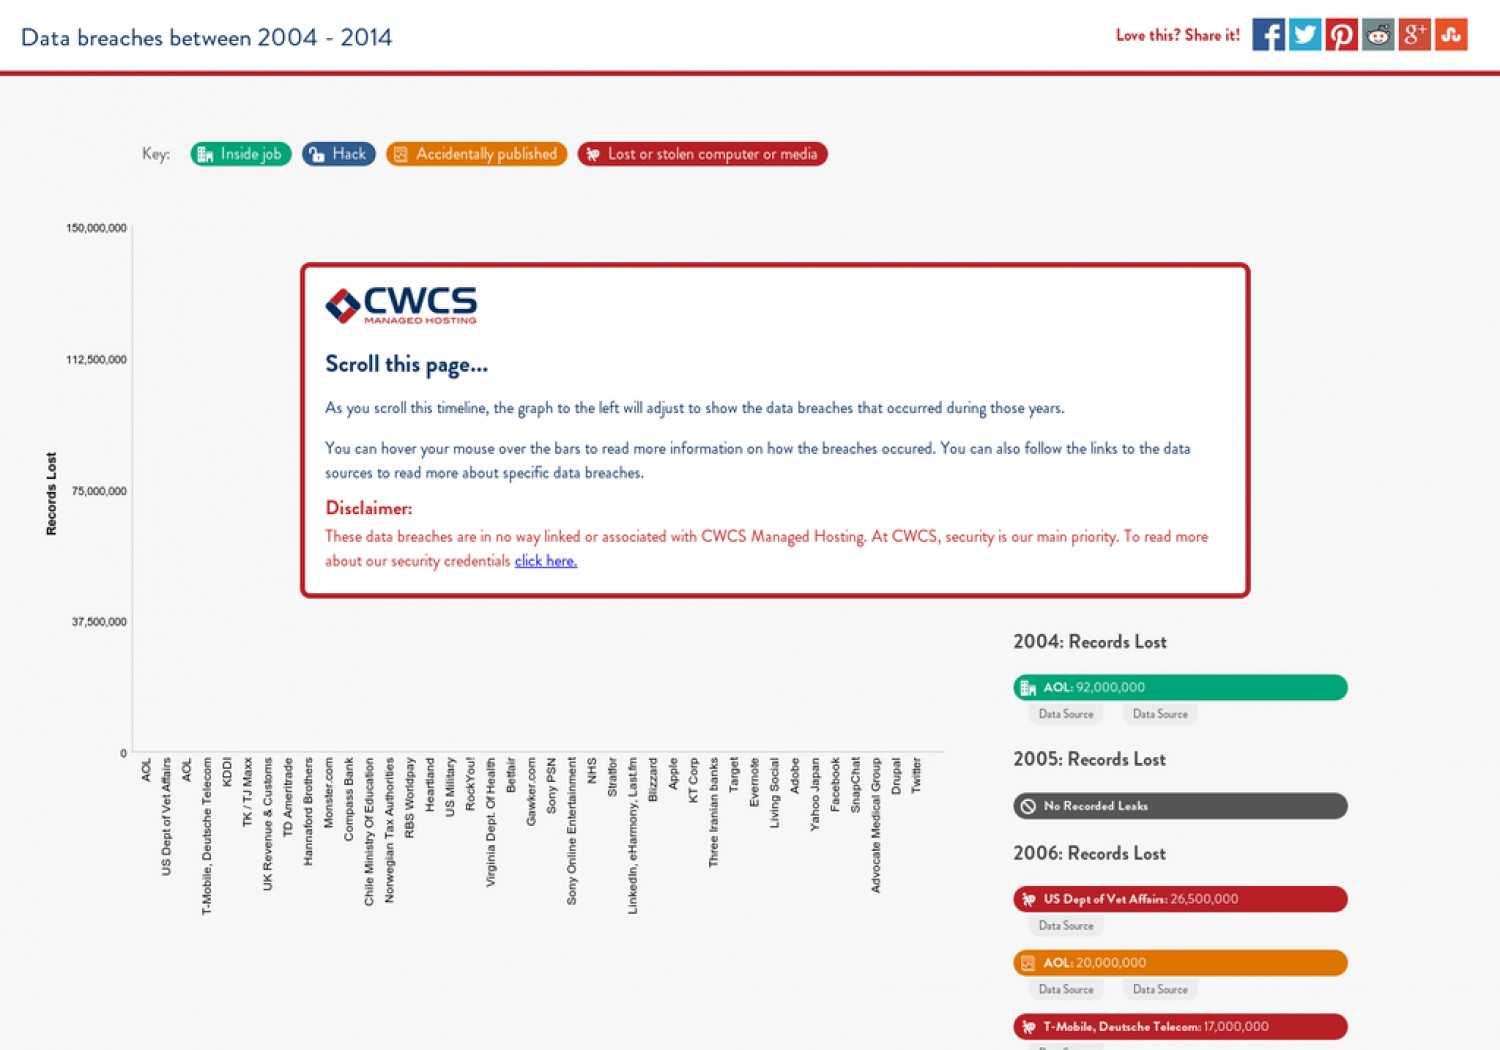 Data breaches between 2004 - 2014
Love this? Share it!
Key:
Inside job
Hack
Accidentally published
Lost or stolen computer or media
150,000,000
112,500,000
75,000,000
37,500,000
0
Records Lost
CWCS
MANAGED HOSTING
Scroll this page...
As you scroll this timeline, the graph to the left will adjust to show the data breaches that occurred during those years.
You can hover your mouse over the bars to read more information on how the breaches occured. You can also follow the links to the data
sources to read more about specific data breaches.
Disclaimer:
These data breaches are in no way linked or associated with CWCS Managed Hosting. At CWCS, security is our main priority. To read more
about our security credentials click here.
AOL
US Dept of Vet Affairs
AOL
T-Mobile, Deutsche Telecom
KDDI
TK / TJ Maxx
UK Revenue & Customs
TD Ameritrade
Hannaford Brothers
Monster.com
Compass Bank
Chile Ministry Of Education
Norwegian Tax Authorities
RBS Worldpay
Heartland
US Military
RockYou!
Virginia Dept. Of Health
Betfair
Gawker.com
Sony PSN
Sony Online Entertainment
NHS
Stratfor
LinkedIn, eHarmony, Last.fm
Blizzard
Apple
KT Corp
Three Iranian banks
Target
Evernote
Living Social
Adobe
Yahoo Japan
Facebook
SnapChat
Advocate Medical Group
Drupal
Twitter
2004: Records Lost
AOL: 92,000,000
Data Source
Data Source
2005: Records Lost
No Recorded Leaks
2006: Records Lost
US Dept of Vet Affairs: 26,500,000
Data Source
AOL: 20,000,000
Data Source
Data Source
T-Mobile, Deutsche Telecom: 17,000,000